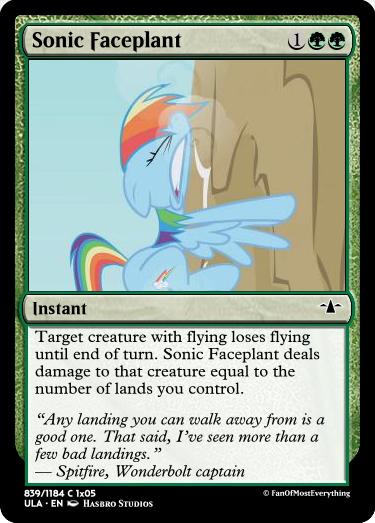 Sonic Faceplant 1
Instant
Target creature with flying loses flying
until end of turn. Sonic Faceplant deals
damage to that creature equal to the
number of lands you control.
“Any landing you can walk away from is a
good one. That said, I’ve seen more than a
few bad landings.”
— Spitfire, Wonderbolt captain
839/1184 C 1x05
ULA · EN Hasbro Studios
© FanOfMostEverything